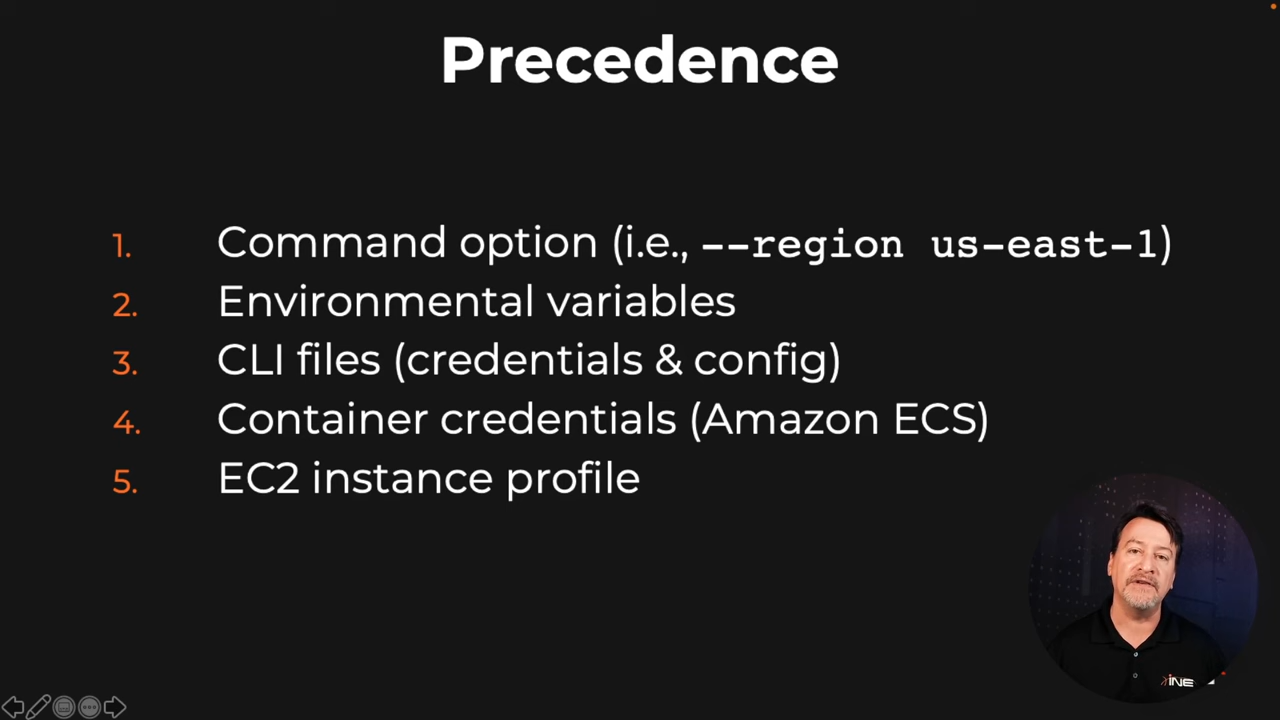 Precedence
1. Command option (i.e., --region us-east-1)
2. Environmental variables
3. CLI files (credentials & config)
4. Container credentials (Amazon ECS)
5. EC2 instance profile
INE